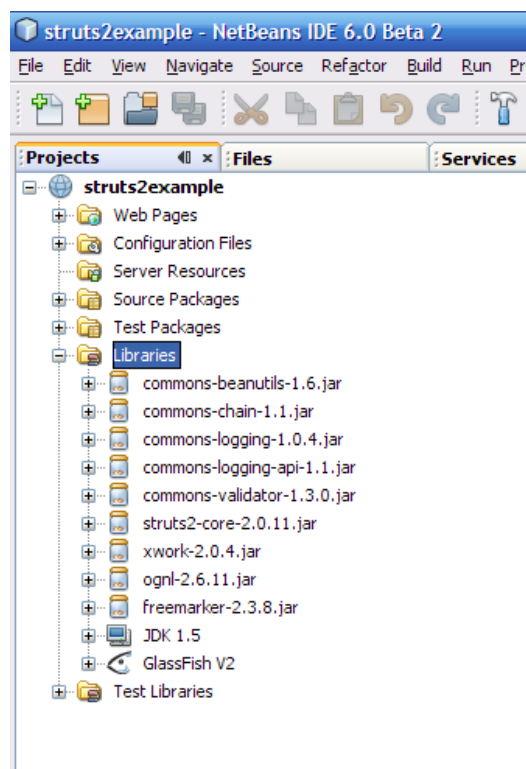 struts2example - NetBeans IDE 6.0 Beta 2
File Edit View Navigate Source Refactor Build Run Pr
Projects Files Services
struts2example
Web Pages
Configuration Files
Server Resources
Source Packages
Test Packages
Libraries
commons-beanutils-1.6.jar
commons-chain-1.1.jar
commons-logging-1.0.4.jar
commons-logging-api-1.1.jar
commons-validator-1.3.0.jar
struts2-core-2.0.11.jar
xwork-2.0.4.jar
ognl-2.6.11.jar
freemarker-2.3.8.jar
JDK 1.5
GlassFish V2
Test Libraries